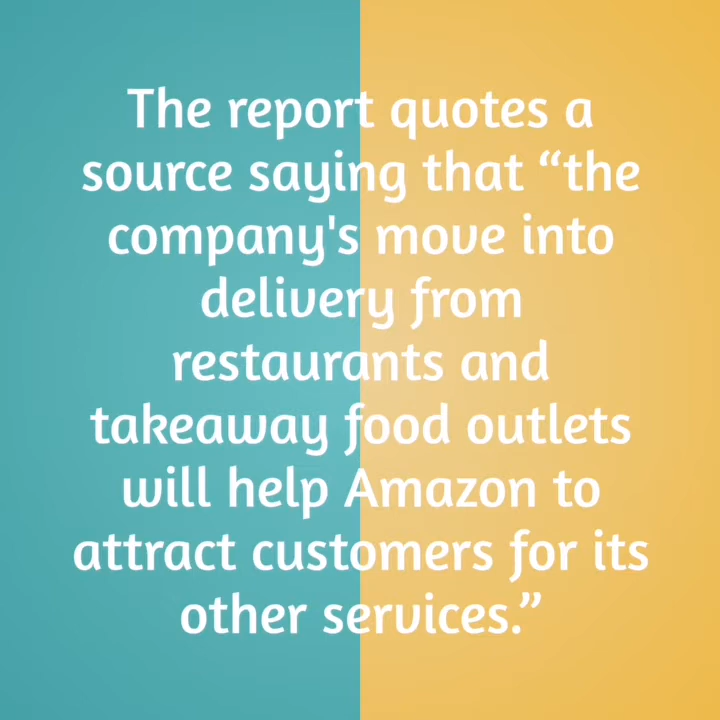 The report quotes a
source saying that “the
company's move into
delivery from
restaurants and
takeaway food outlets
will help Amazon to
attract customers for its
other services.”